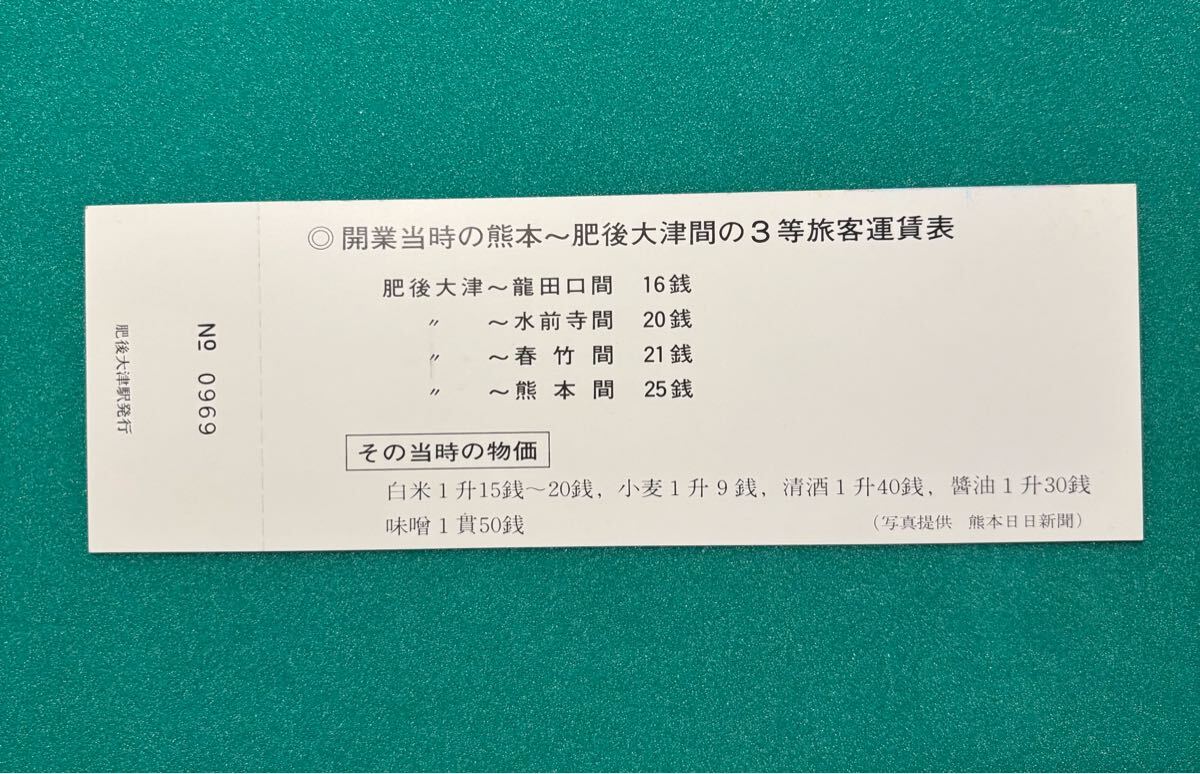 ◎開業当時の熊本〜肥後大津間の3等旅客運賃表
肥後大津〜龍田口間 16銭
〃 〜水前寺間 20銭
〃 〜春竹間 21銭
〃 〜熊本間 25銭
その当時の物価
白米1升15銭〜20銭，小麦1升9銭，清酒1升40銭，醬油1升30銭
味噌1貫50銭
（写真提供 熊本日日新聞）
№ 0969
肥後大津駅発行